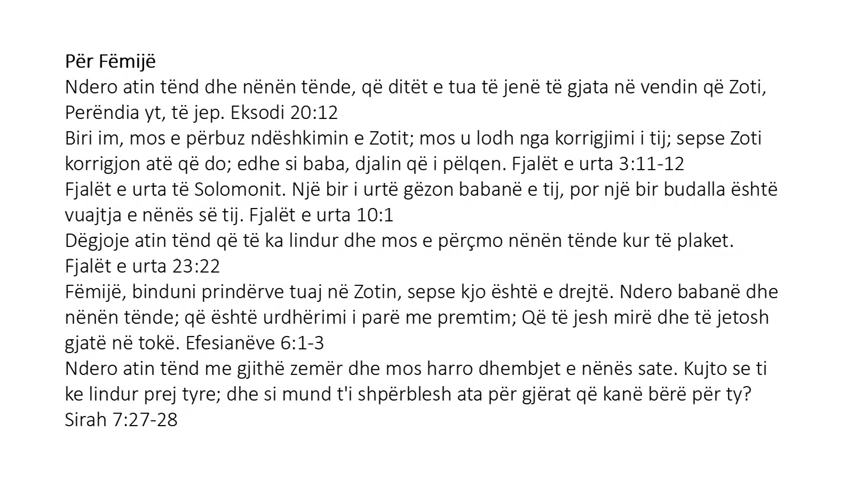 Për Fëmijë
Ndero atin tënd dhe nënën tënde, që ditët e tua të jenë të gjata në vendin që Zoti,
Perëndia yt, të jep. Eksodi 20:12
Biri im, mos e përbuz ndëshkimin e Zotit; mos u lodh nga korrigjimi i tij; sepse Zoti
korrigjon atë që do; edhe si baba, djalin që i pëlqen. Fjalët e urta 3:11-12
Fjalët e urta të Solomonit. Një bir i urtë gëzon babanë e tij, por një bir budalla është
vuajtja e nënës së tij. Fjalët e urta 10:1
Dëgjoje atin tënd që të ka lindur dhe mos e përçmo nënën tënde kur të plaket.
Fjalët e urta 23:22
Fëmijë, binduni prindërve tuaj në Zotin, sepse kjo është e drejtë. Ndero babanë dhe
nënën tënde; që është urdhërimi i parë me premtim; Që të jesh mirë dhe të jetosh
gjatë në tokë. Efesianëve 6:1-3
Ndero atin tënd me gjithë zemër dhe mos harro dhembjet e nënës sate. Kujto se ti
ke lindur prej tyre; dhe si mund t'i shpërblesh ata për gjërat që kanë bërë për ty?
Sirah 7:27-28